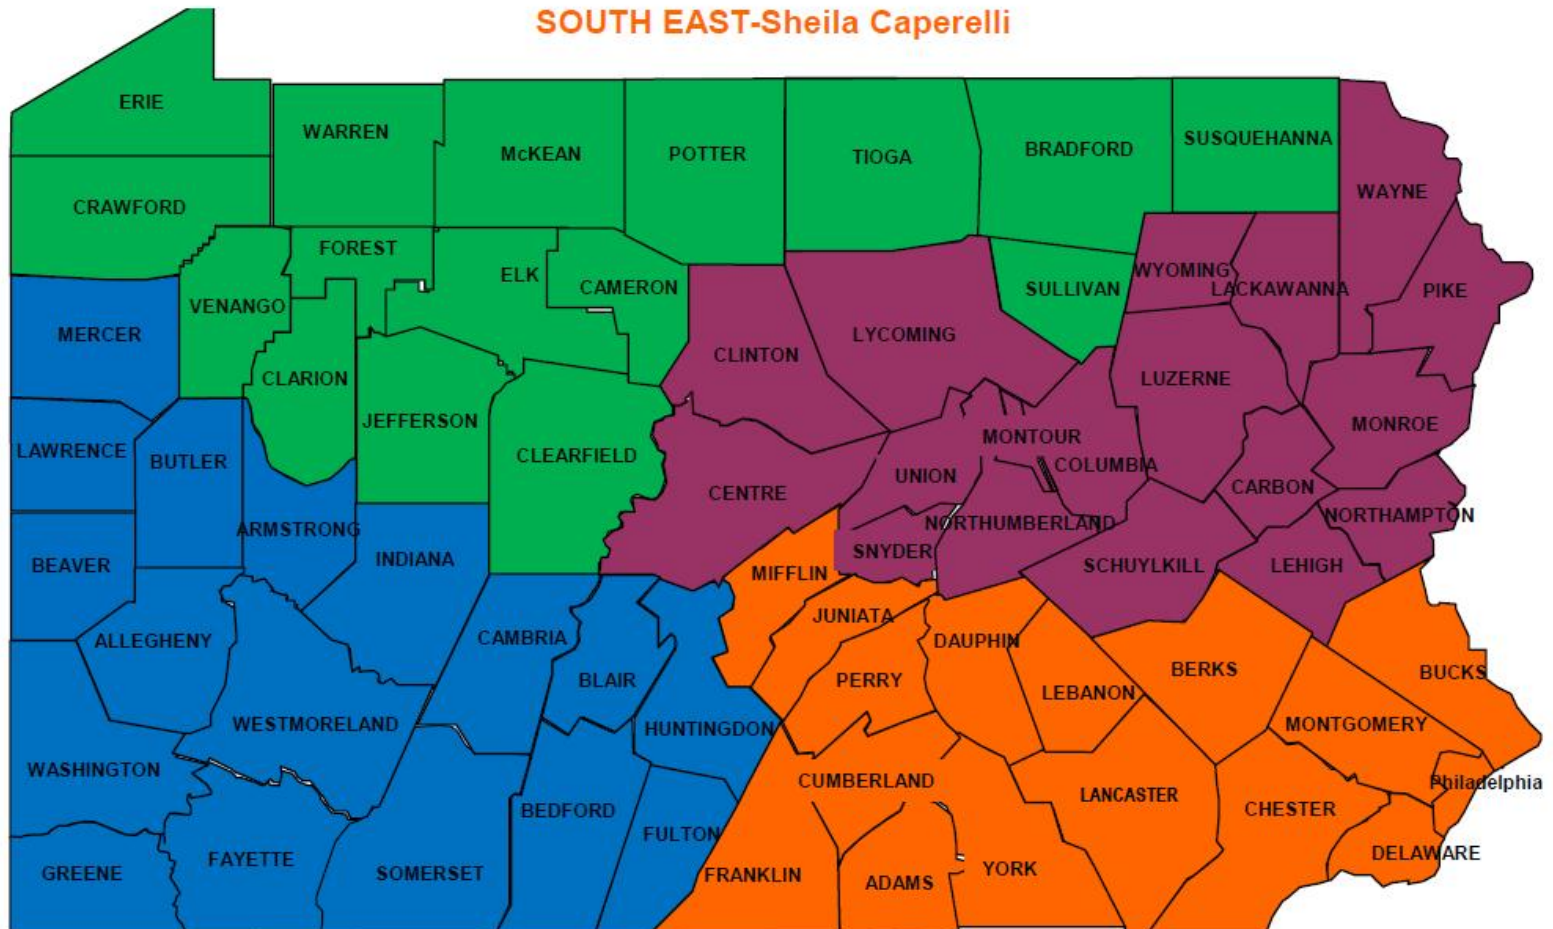 SOUTH EAST-Sheila Caperelli
ERIE
WARREN
McKEAN
POTTER
TIOGA
BRADFORD
SUSQUEHANNA
WAYNE
CRAWFORD
FOREST
ELK
CAMERON
VENANGO
SULLIVAN
WYOMING
LACKAWANNA
PIKE
MERCER
CLARION
CLINTON
LYCOMING
LUZERNE
JEFFERSON
MONROE
LAWRENCE
BUTLER
CLEARFIELD
MONTOUR
COLUMBIA
CENTRE
UNION
CARBON
ARMSTRONG
NORTHUMBERLAND
NORTHAMPTON
BEAVER
INDIANA
SNYDER
MIFFLIN
SCHUYLKILL
LEHIGH
ALLEGHENY
CAMBRIA
JUNIATA
DAUPHIN
BLAIR
PERRY
LEBANON
BERKS
BUCKS
WESTMORELAND
HUNTINGDON
MONTGOMERY
WASHINGTON
CUMBERLAND
LANCASTER
Philadelphia
BEDFORD
FULTON
CHESTER
GREENE
FAYETTE
SOMERSET
FRANKLIN
ADAMS
YORK
DELAWARE